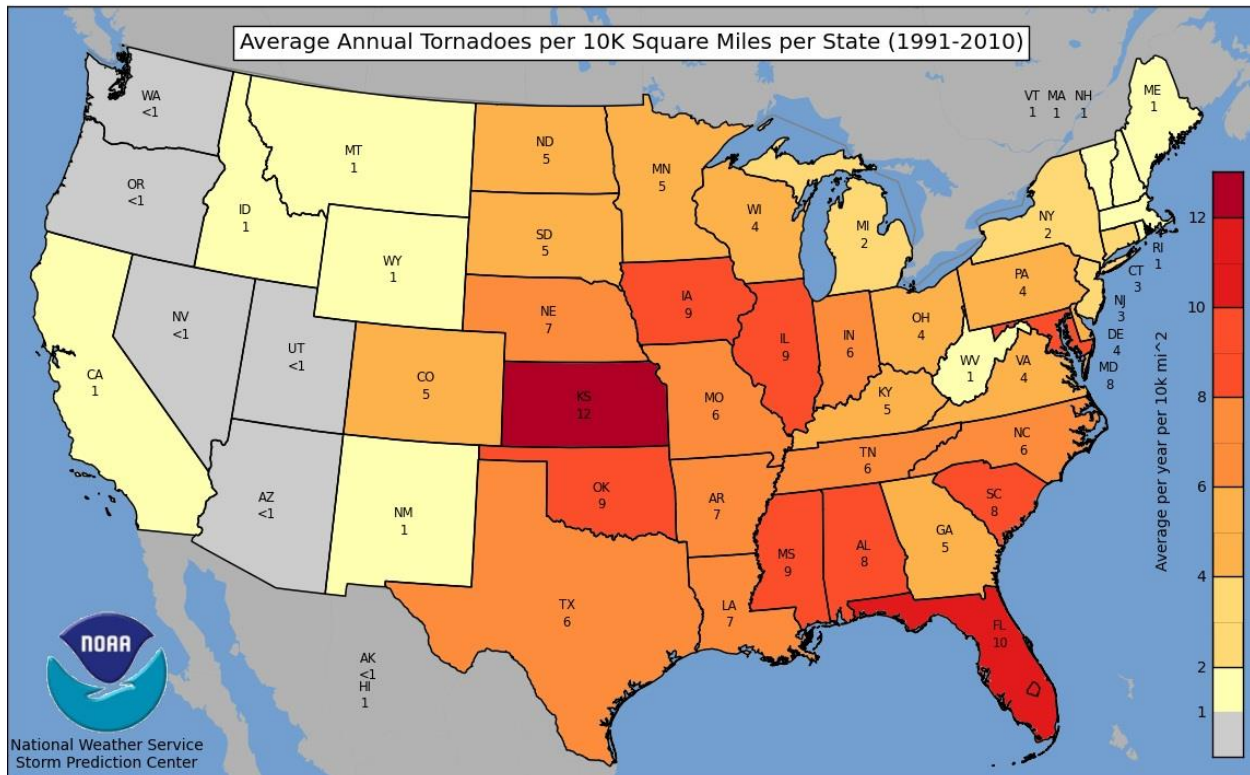 Average Annual Tornadoes per 10K Square Miles per State (1991-2010)
WA
<1
OR
<1
CA
1
ID
1
NV
<1
MT
1
WY
1
UT
<1
AZ
<1
CO
5
NM
1
ND
5
SD
5
NE
7
KS
12
OK
9
TX
6
MN
5
IA
9
MO
6
AR
7
LA
7
WI
4
IL
9
MS
9
MI
2
IN
6
KY
5
TN
6
AL
8
OH
4
WV
1
GA
5
FL
10
SC
8
NC
6
VA
4
PA
4
NY
2
VT MA NH
1 1 1
ME
1
RI
1
CT
3
NJ
3
DE
4
MD
8
AK
<1
HI
1
NOAA
National Weather Service
Storm Prediction Center
12
10
8
6
4
2
1
Average per year per 10k mi^2